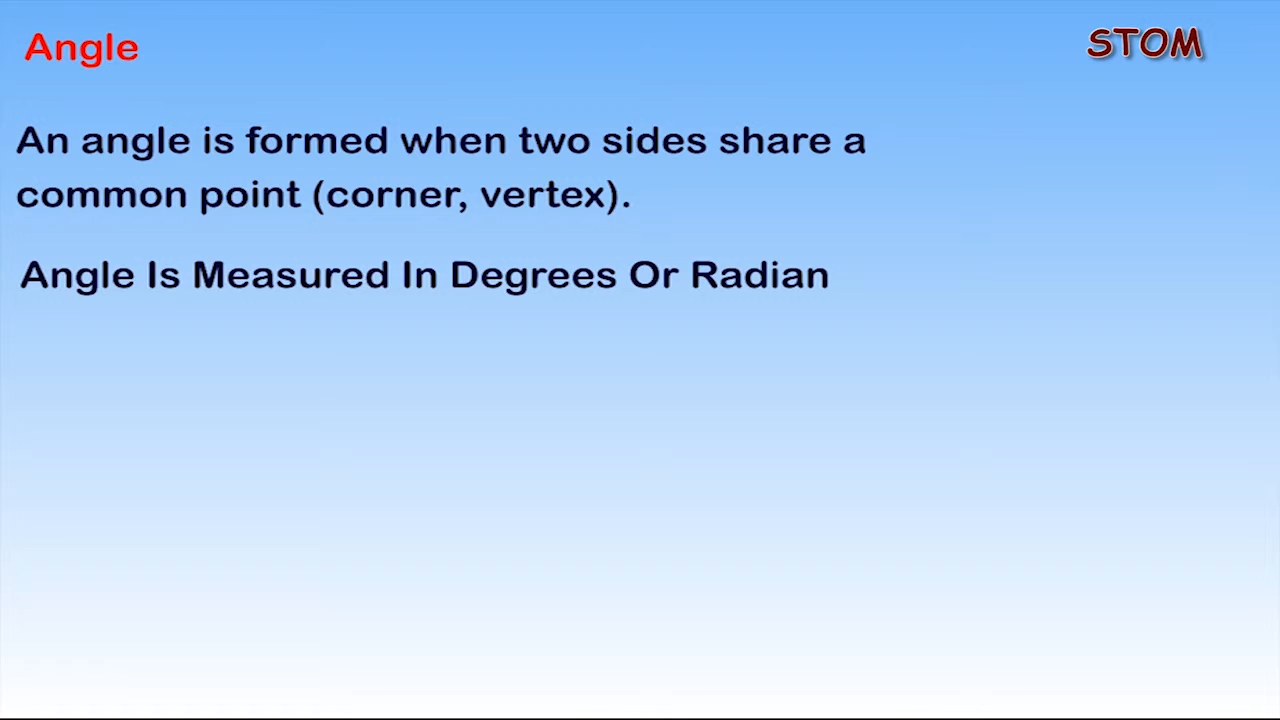 Angle
STOM
An angle is formed when two sides share a
common point (corner, vertex).
Angle Is Measured In Degrees Or Radian